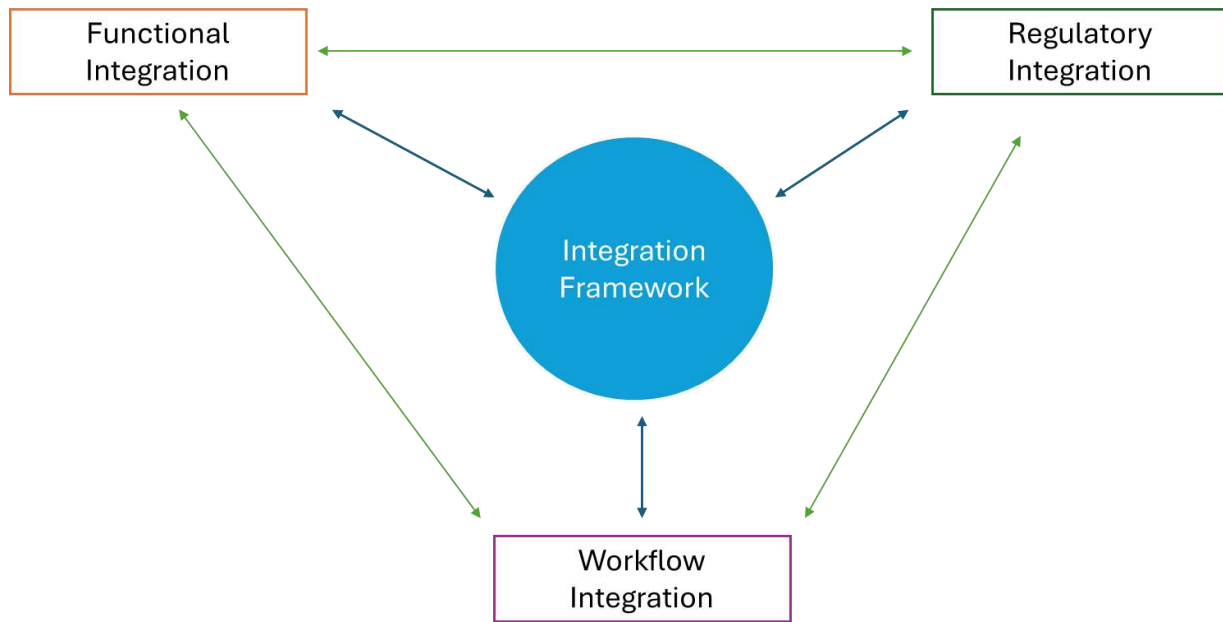 Functional
Integration
Regulatory
Integration
Integration
Framework
Workflow
Integration